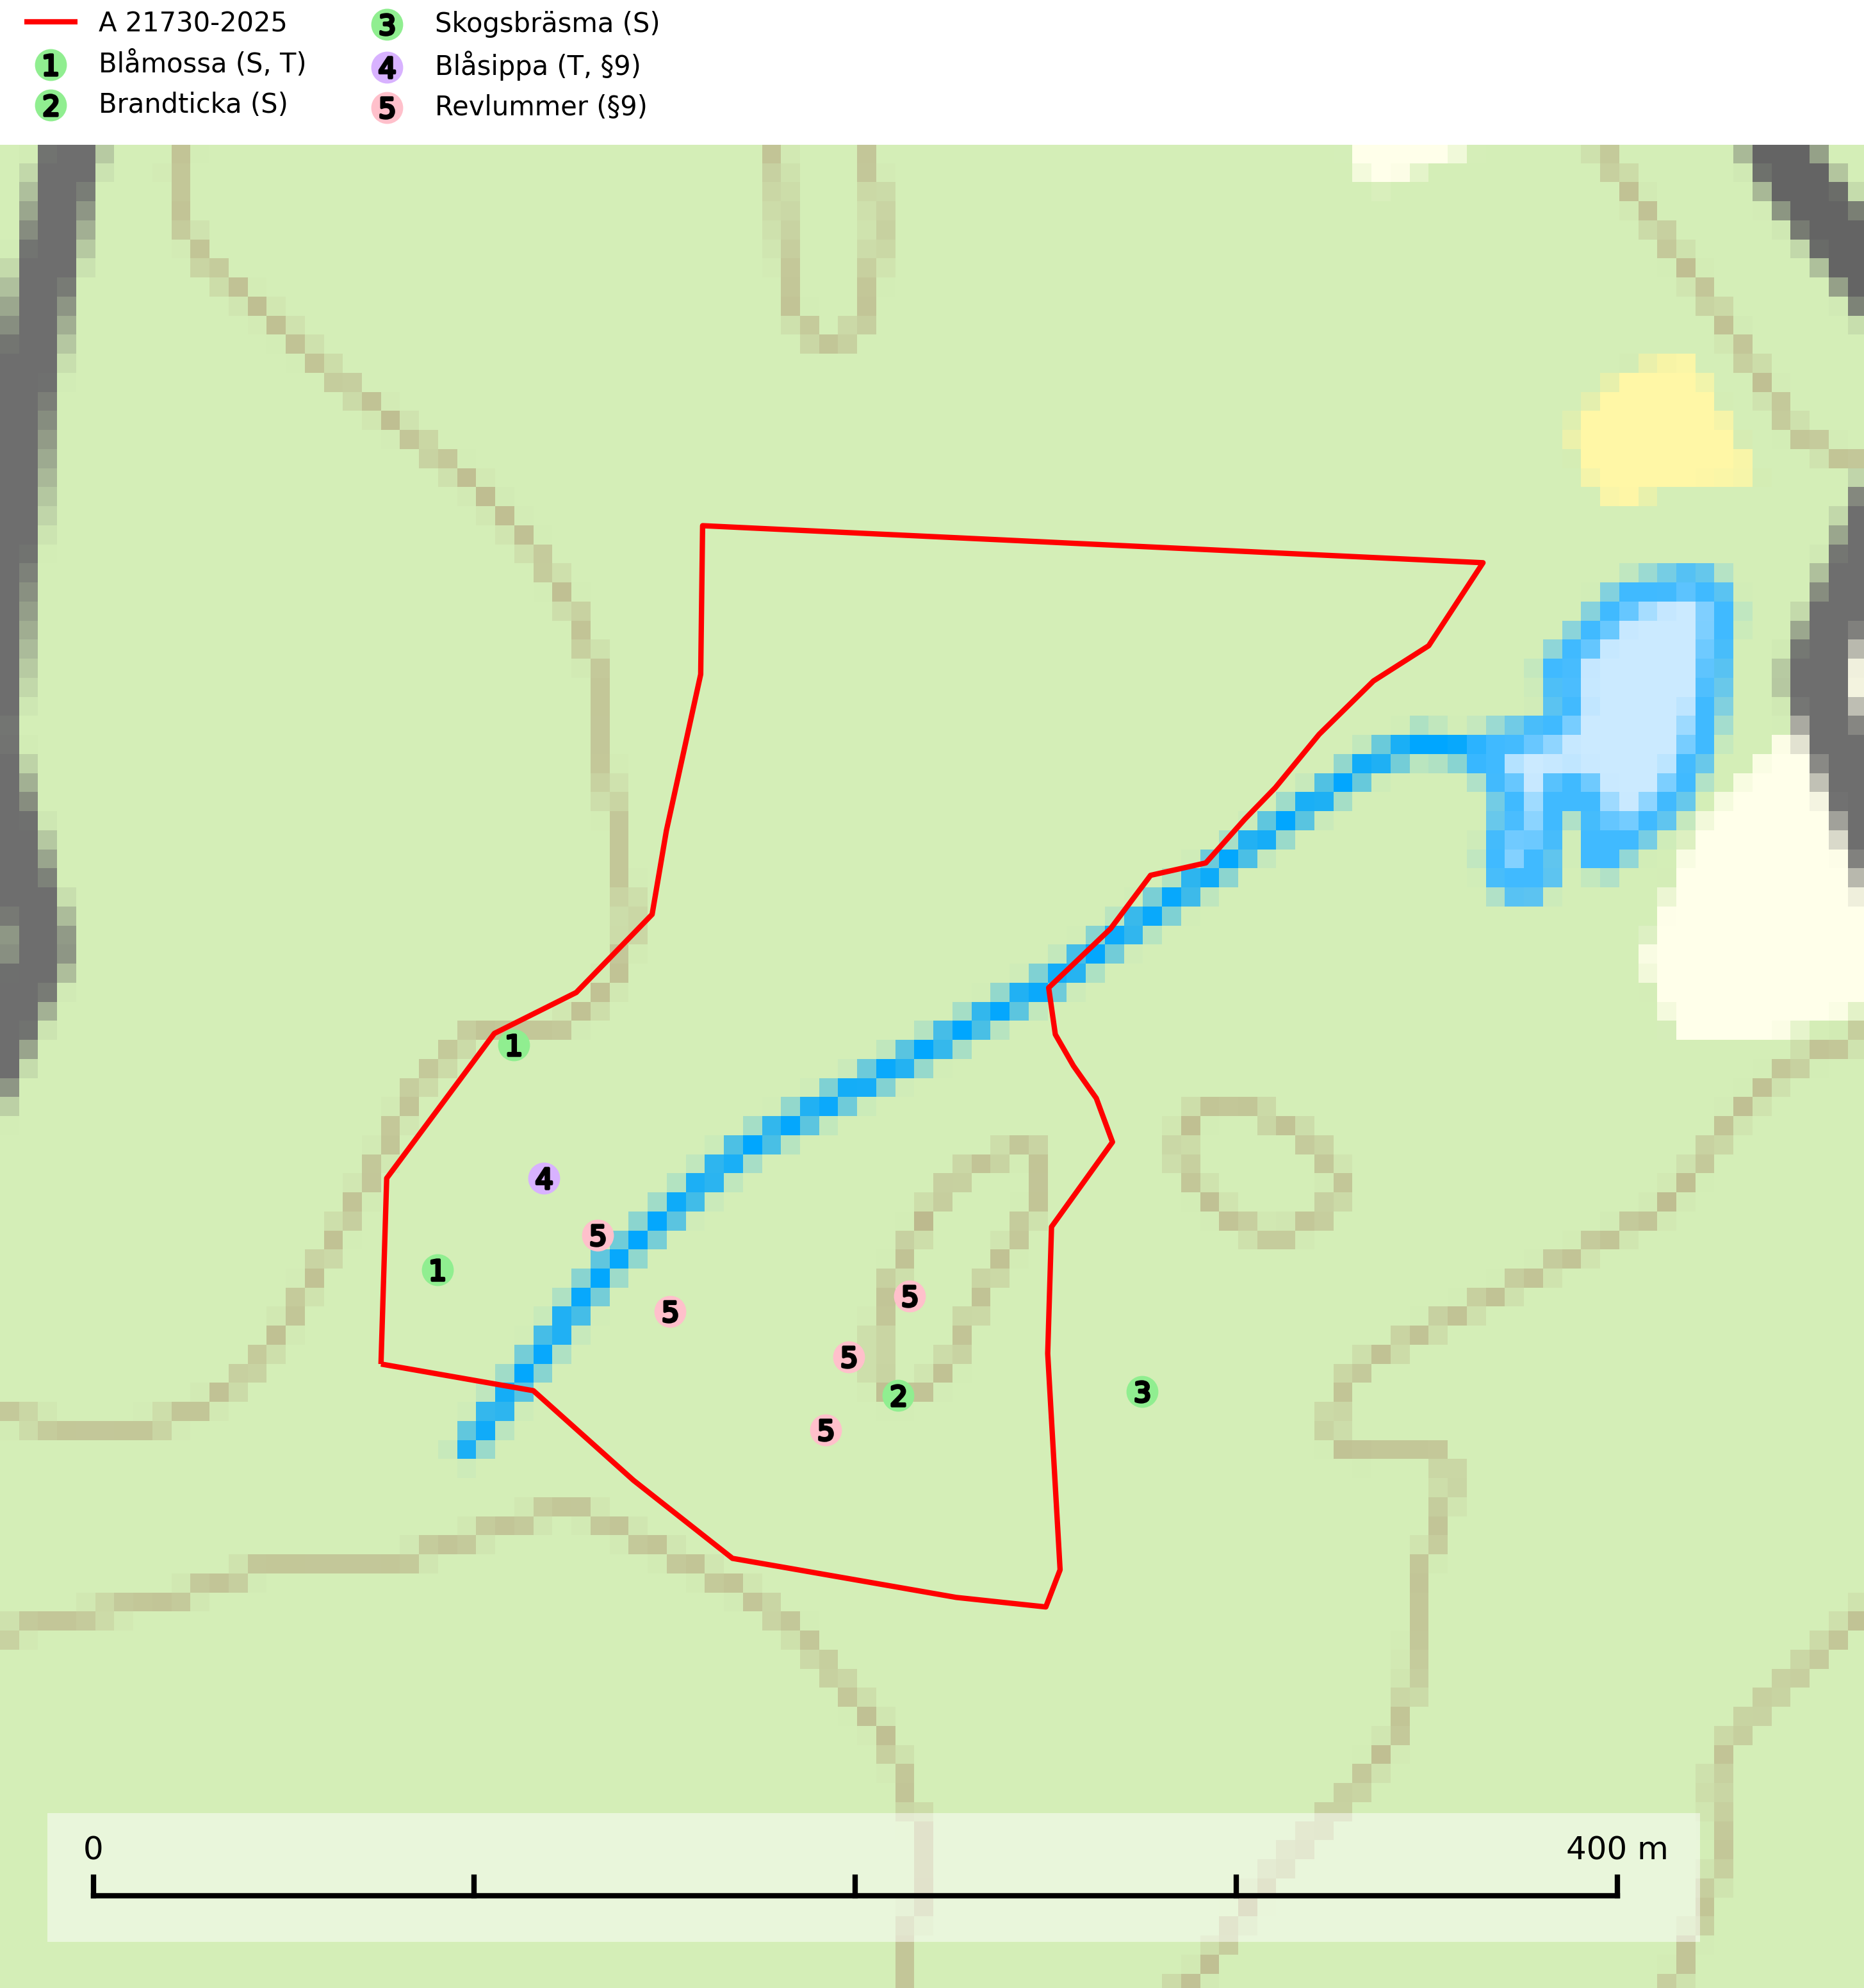 A 21730-2025
1 Blåmossa (S, T)
2 Brandticka (S)
3 Skogsbräsma (S)
4 Blåsippa (T, §9)
5 Revlummer (§9)
1
4
5
1
5
5
5
2
3
5
0 400 m